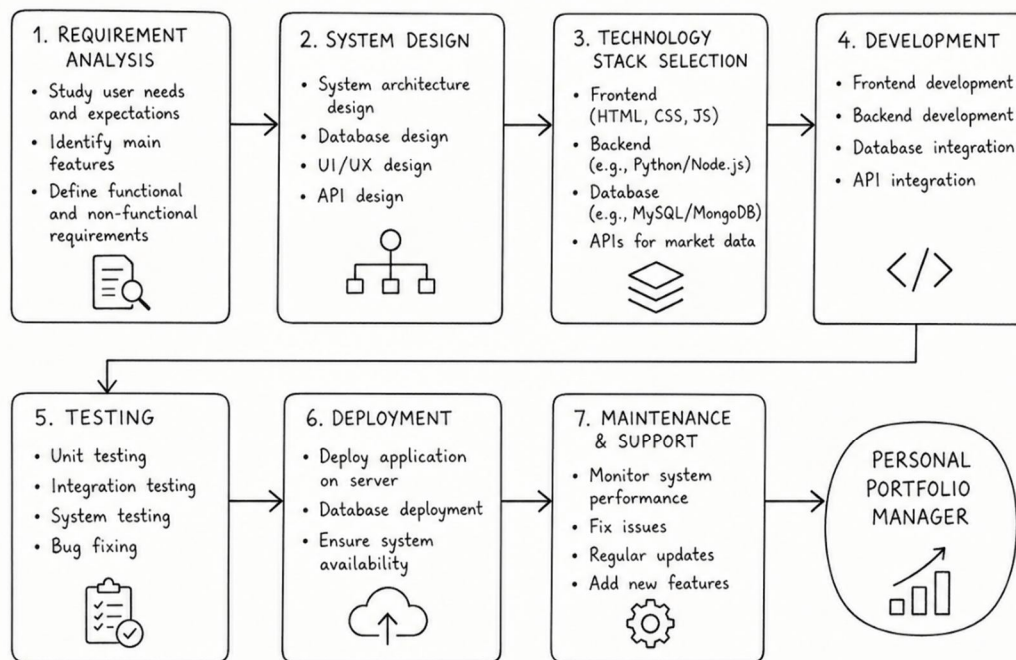 1. REQUIREMENT
ANALYSIS
• Study user needs
and expectations
• Identify main
features
• Define functional
and non-functional
requirements
2. SYSTEM DESIGN
• System architecture
design
• Database design
• UI/UX design
• API design
3. TECHNOLOGY
STACK SELECTION
• Frontend
(HTML, CSS, JS)
• Backend
(e.g., Python/Node.js)
• Database
(e.g., MySQL/MongoDB)
• APIs for market data
4. DEVELOPMENT
• Frontend development
• Backend development
• Database integration
• API integration
</>
5. TESTING
• Unit testing
• Integration testing
• System testing
• Bug fixing
6. DEPLOYMENT
• Deploy application
on server
• Database deployment
• Ensure system
availability
7. MAINTENANCE
& SUPPORT
• Monitor system
performance
• Fix issues
• Regular updates
• Add new features
PERSONAL
PORTFOLIO
MANAGER